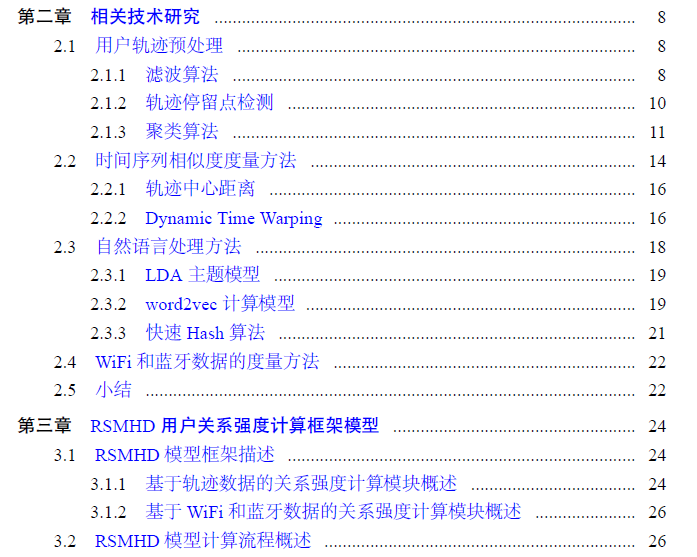 第二章 相关技术研究 8
2.1 用户轨迹预处理 8
2.1.1 滤波算法 8
2.1.2 轨迹停留点检测 10
2.1.3 聚类算法 11
2.2 时间序列相似度度量方法 14
2.2.1 轨迹中心距离 16
2.2.2 Dynamic Time Warping 16
2.3 自然语言处理方法 18
2.3.1 LDA 主题模型 19
2.3.2 word2vec 计算模型 19
2.3.3 快速 Hash 算法 21
2.4 WiFi 和蓝牙数据的度量方法 22
2.5 小结 22
第三章 RSMHD 用户关系强度计算框架模型 24
3.1 RSMHD 模型框架描述 24
3.1.1 基于轨迹数据的关系强度计算模块概述 24
3.1.2 基于 WiFi 和蓝牙数据的关系强度计算模块概述 26
3.2 RSMHD 模型计算流程概述 26